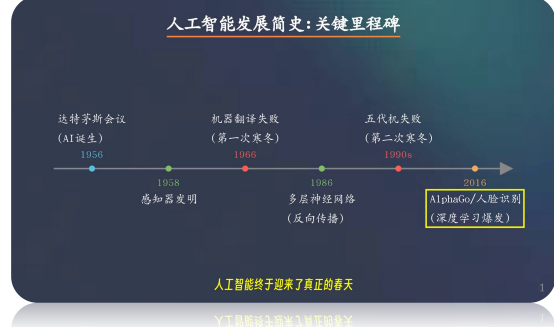 人工智能发展简史:关键里程碑
达特茅斯会议
(AI诞生)
1956
机器翻译失败
(第一次寒冬)
1966
五代机失败
(第二次寒冬)
1990s
1958
感知器发明
1986
多层神经网络
(反向传播)
2016
AlphaGo/人脸识别
(深度学习爆发)
人工智能终于迎来了真正的春天
1